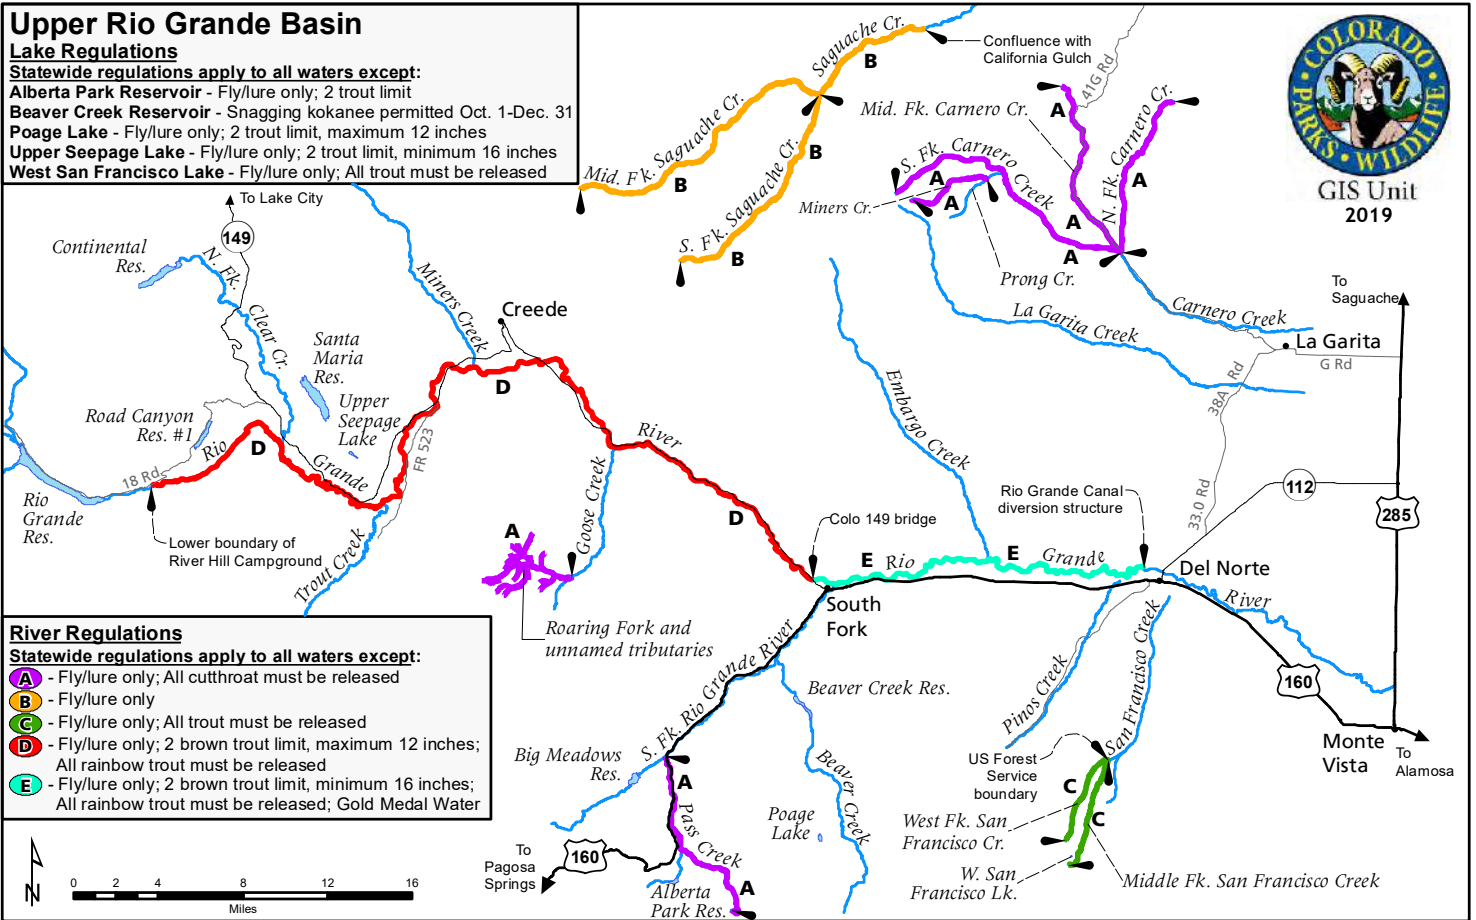 Upper Rio Grande Basin
Lake Regulations
Statewide regulations apply to all waters except:
Alberta Park Reservoir - Fly/lure only; 2 trout limit
Beaver Creek Reservoir - Snagging kokanee permitted Oct. 1-Dec. 31
Poage Lake - Fly/lure only; 2 trout limit, maximum 12 inches
Upper Seepage Lake - Fly/lure only; 2 trout limit, minimum 16 inches
West San Francisco Lake - Fly/lure only; All trout must be released
COLORADO
PARKS • WILDLIFE
GIS Unit
2019
Saguache Cr.
B
Confluence with
California Gulch
Mid. Fk. Saguache Cr.
B
S. Fk. Saguache Cr.
B
B
41G Rd
Mid. Fk. Carnero Cr.
A
A
N. Fk. Carnero Cr.
A
S. Fk. Carnero
Creek
A
A
A
Miners Cr.
Prong Cr.
Carnero Creek
La Garita Creek
To
Saguache
La Garita
G Rd
38A Rd
33.0 Rd
112
285
To Lake City
149
Continental
Res.
N. Fk.
Clear Cr.
Miners Creek
Creede
Santa
Maria
Res.
Upper
Seepage
Lake
Road Canyon
Res. #1
18 Rd
Rio
D
Grande
FR 523
D
River
D
Rio
Grande
Res.
Lower boundary of
River Hill Campground
Trout Creek
Goose Creek
A
Roaring Fork and
unnamed tributaries
Embargo Creek
Colo 149 bridge
Rio Grande Canal
diversion structure
E
Rio
E
Grande
Del Norte
River
South
Fork
160
Monte
Vista
To
Alamosa
Pinos Creek
San Francisco Creek
US Forest
Service
boundary
C
C
West Fk. San
Francisco Cr.
W. San
Francisco Lk.
Middle Fk. San Francisco Creek
S. Fk. Rio Grande River
Beaver Creek Res.
Beaver Creek
Poage
Lake
Big Meadows
Res.
A
Pass Creek
A
Alberta
Park Res.
160
To
Pagosa
Springs
River Regulations
Statewide regulations apply to all waters except:
A - Fly/lure only; All cutthroat must be released
B - Fly/lure only
C - Fly/lure only; All trout must be released
D - Fly/lure only; 2 brown trout limit, maximum 12 inches;
All rainbow trout must be released
E - Fly/lure only; 2 brown trout limit, minimum 16 inches;
All rainbow trout must be released; Gold Medal Water
N
0 2 4 8 12 16
Miles